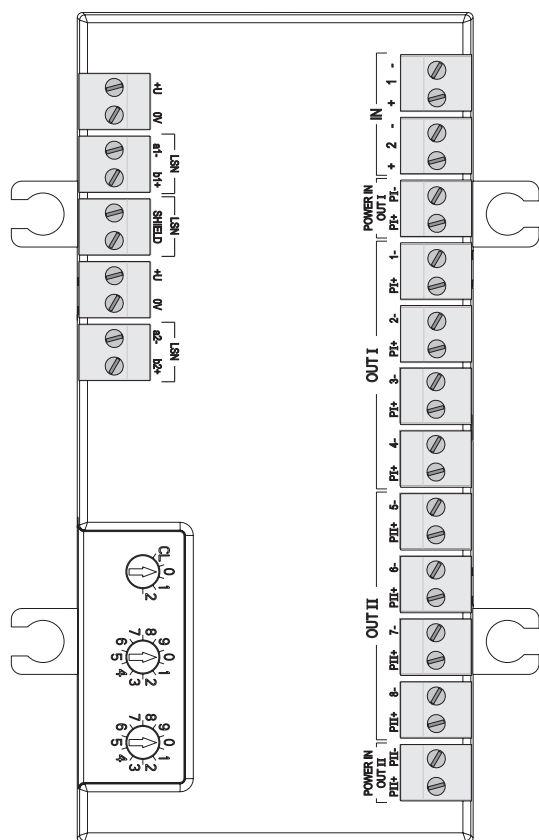 +U
0V
a1-
b1+
LSN
SHIELD
LSN
+U
0V
a2-
b2+
LSN
CL
0
1
2
0
1
2
3
4
5
6
7
8
9
0
1
2
3
4
5
6
7
8
9
IN
- 1 +
- 2 +
POWER IN
OUT I
PI-
PI+
OUT I
1-
PI+
2-
PI+
3-
PI+
4-
PI+
OUT II
5-
PII+
6-
PII+
7-
PII+
8-
PII+
POWER IN
OUT II
PII-
PII+